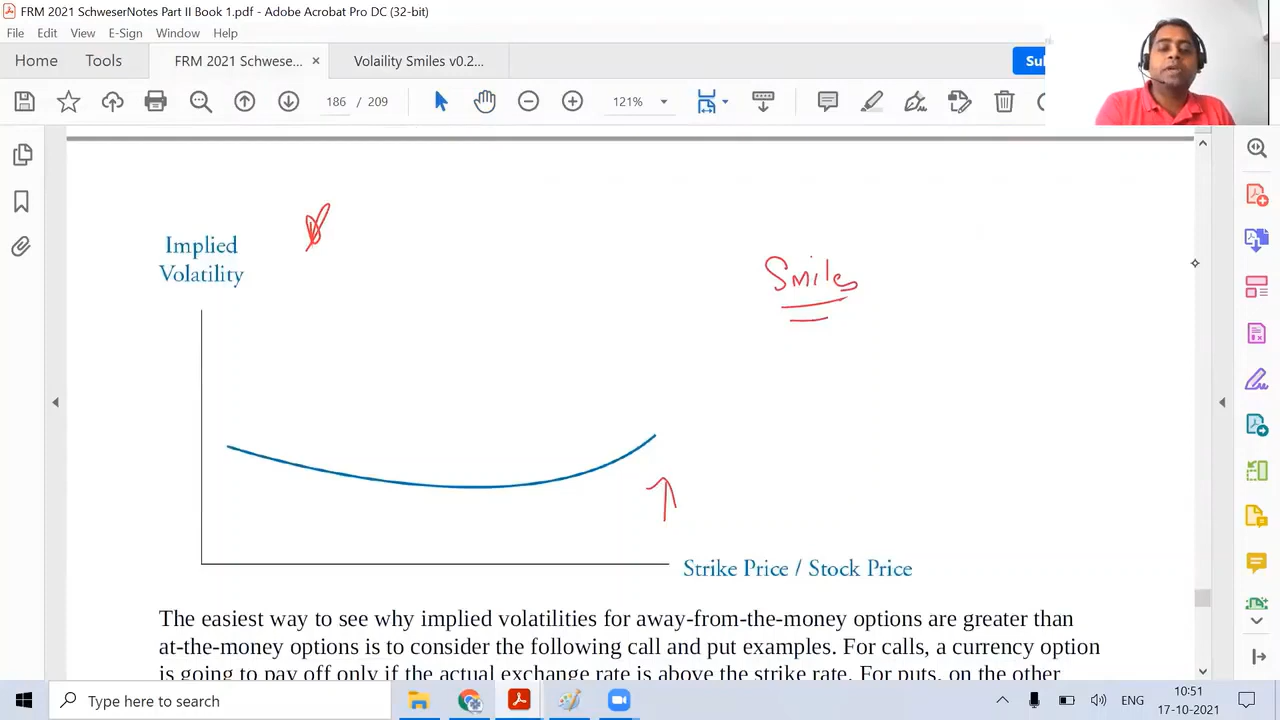 FRM 2021 SchweserNotes Part II Book 1.pdf - Adobe Acrobat Pro DC (32-bit)
File Edit View E-Sign Window Help
Home Tools FRM 2021 Schwese... × Volaility Smiles v0.2...
186 / 209 121%
Implied
Volatility
Smiles
Strike Price / Stock Price
The easiest way to see why implied volatilities for away-from-the-money options are greater than
at-the-money options is to consider the following call and put examples. For calls, a currency option
is going to pay off only if the actual exchange rate is above the strike rate. For puts, on the other
Type here to search
ENG
10:51
17-10-2021